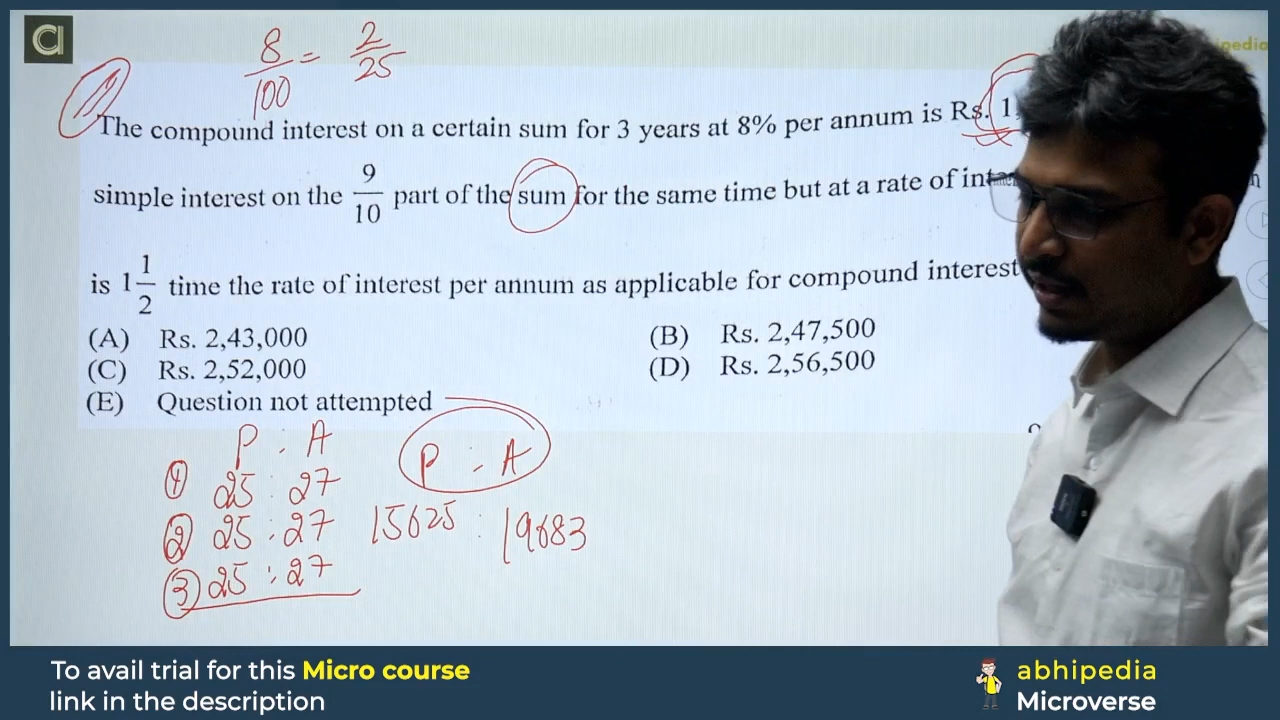 a
8/100 = 2/25
pedia
The compound interest on a certain sum for 3 years at 8% per annum is Rs. 1
simple interest on the 9/10 part of the sum for the same time but at a rate of
is 1 1/2 time the rate of interest per annum as applicable for compound interest
(A) Rs. 2,43,000
(B) Rs. 2,47,500
(C) Rs. 2,52,000
(D) Rs. 2,56,500
(E) Question not attempted
P : A
① 25 : 27
② 25 : 27
③ 25 : 27
P : A
15625 : 19683
To avail trial for this Micro course
link in the description
abhipedia
Microverse